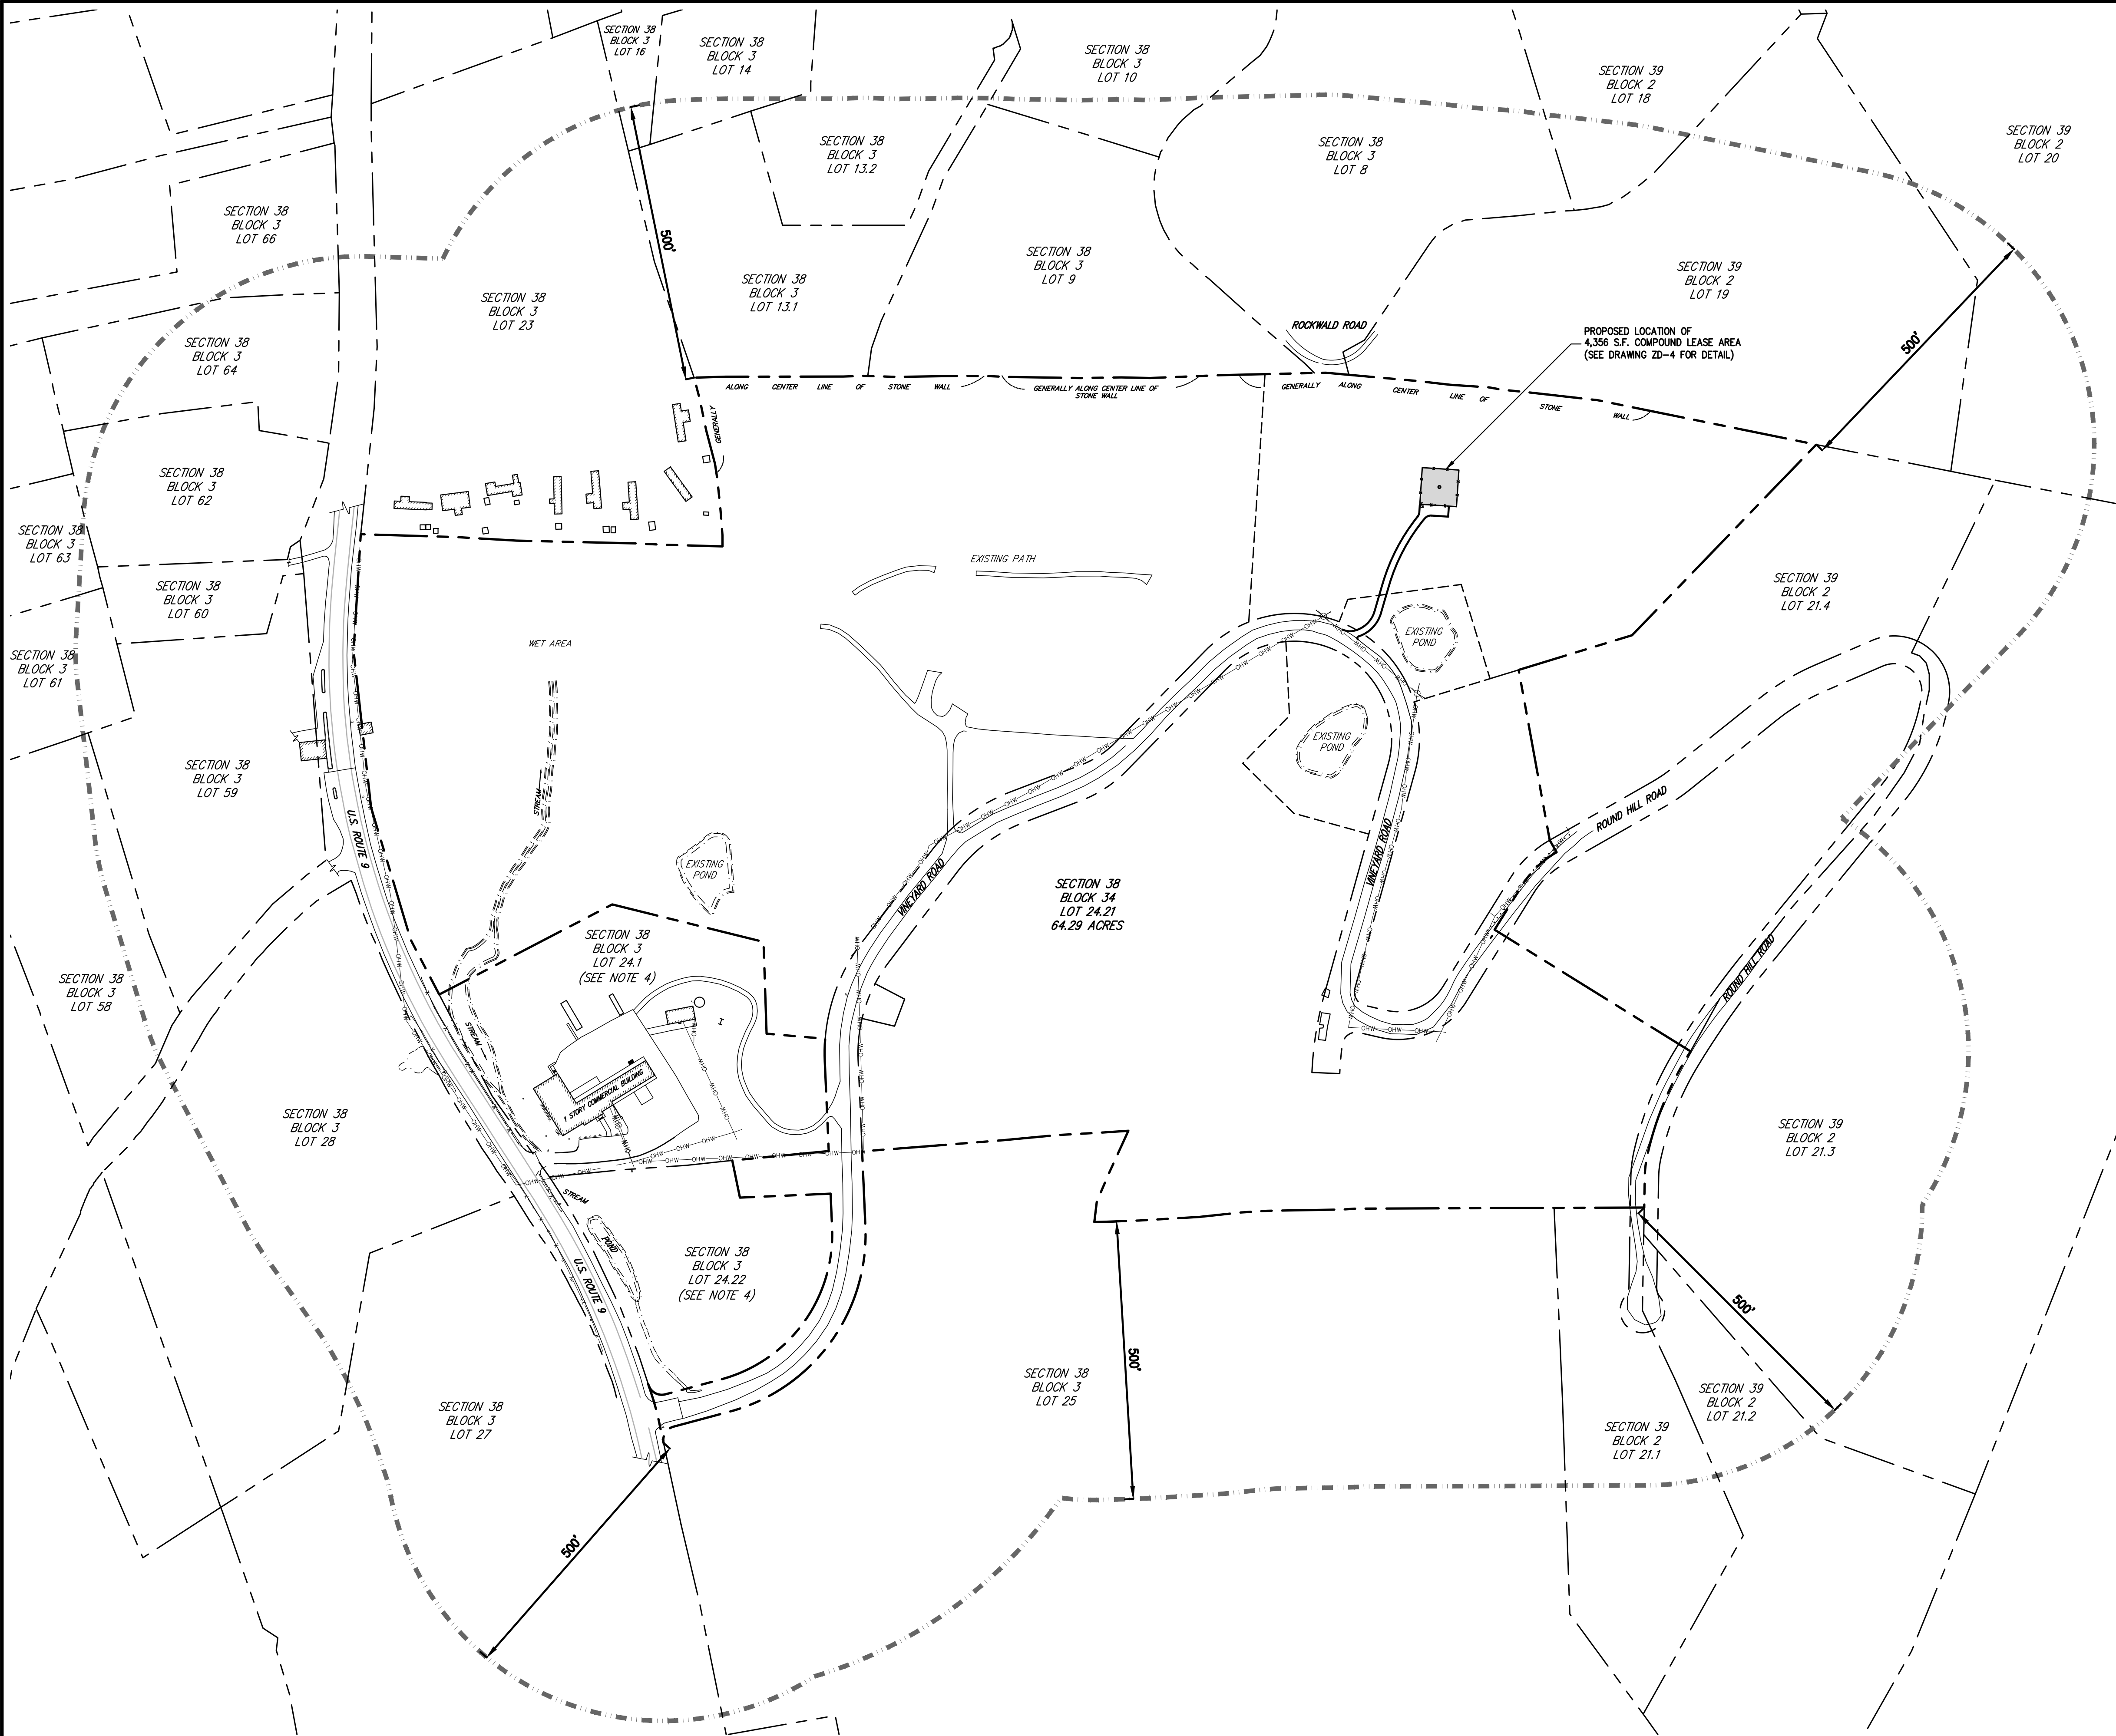 SECTION 38
BLOCK 3
LOT 16
SECTION 38
BLOCK 3
LOT 14
SECTION 38
BLOCK 3
LOT 10
SECTION 39
BLOCK 2
LOT 18
SECTION 39
BLOCK 2
LOT 20
SECTION 38
BLOCK 3
LOT 13.2
SECTION 38
BLOCK 3
LOT 8
SECTION 38
BLOCK 3
LOT 66
500'
SECTION 38
BLOCK 3
LOT 23
SECTION 38
BLOCK 3
LOT 13.1
SECTION 38
BLOCK 3
LOT 9
SECTION 39
BLOCK 2
LOT 19
ROCKWALD ROAD
PROPOSED LOCATION OF
4,356 S.F. COMPOUND LEASE AREA
(SEE DRAWING ZD-4 FOR DETAIL)
500'
SECTION 38
BLOCK 3
LOT 64
GENERALLY
ALONG CENTER LINE OF STONE WALL
GENERALLY ALONG CENTER LINE OF
STONE WALL
GENERALLY ALONG CENTER LINE OF STONE WALL
SECTION 38
BLOCK 3
LOT 62
SECTION 38
BLOCK 3
LOT 63
SECTION 38
BLOCK 3
LOT 60
EXISTING PATH
SECTION 39
BLOCK 2
LOT 21.4
WET AREA
EXISTING
POND
SECTION 38
BLOCK 3
LOT 61
EXISTING
POND
SECTION 38
BLOCK 3
LOT 59
STREAM
U.S. ROUTE 9
EXISTING
POND
VINEYARD ROAD
VINEYARD ROAD
ROUND HILL ROAD
SECTION 38
BLOCK 34
LOT 24.21
64.29 ACRES
SECTION 38
BLOCK 3
LOT 24.1
(SEE NOTE 4)
SECTION 38
BLOCK 3
LOT 58
ROUND HILL ROAD
STREAM
1 STORY COMMERCIAL BUILDING
SECTION 38
BLOCK 3
LOT 28
SECTION 39
BLOCK 2
LOT 21.3
STREAM
POND
U.S. ROUTE 9
SECTION 38
BLOCK 3
LOT 24.22
(SEE NOTE 4)
500'
500'
SECTION 38
BLOCK 3
LOT 25
SECTION 39
BLOCK 2
LOT 21.2
SECTION 38
BLOCK 3
LOT 27
SECTION 39
BLOCK 2
LOT 21.1
500'